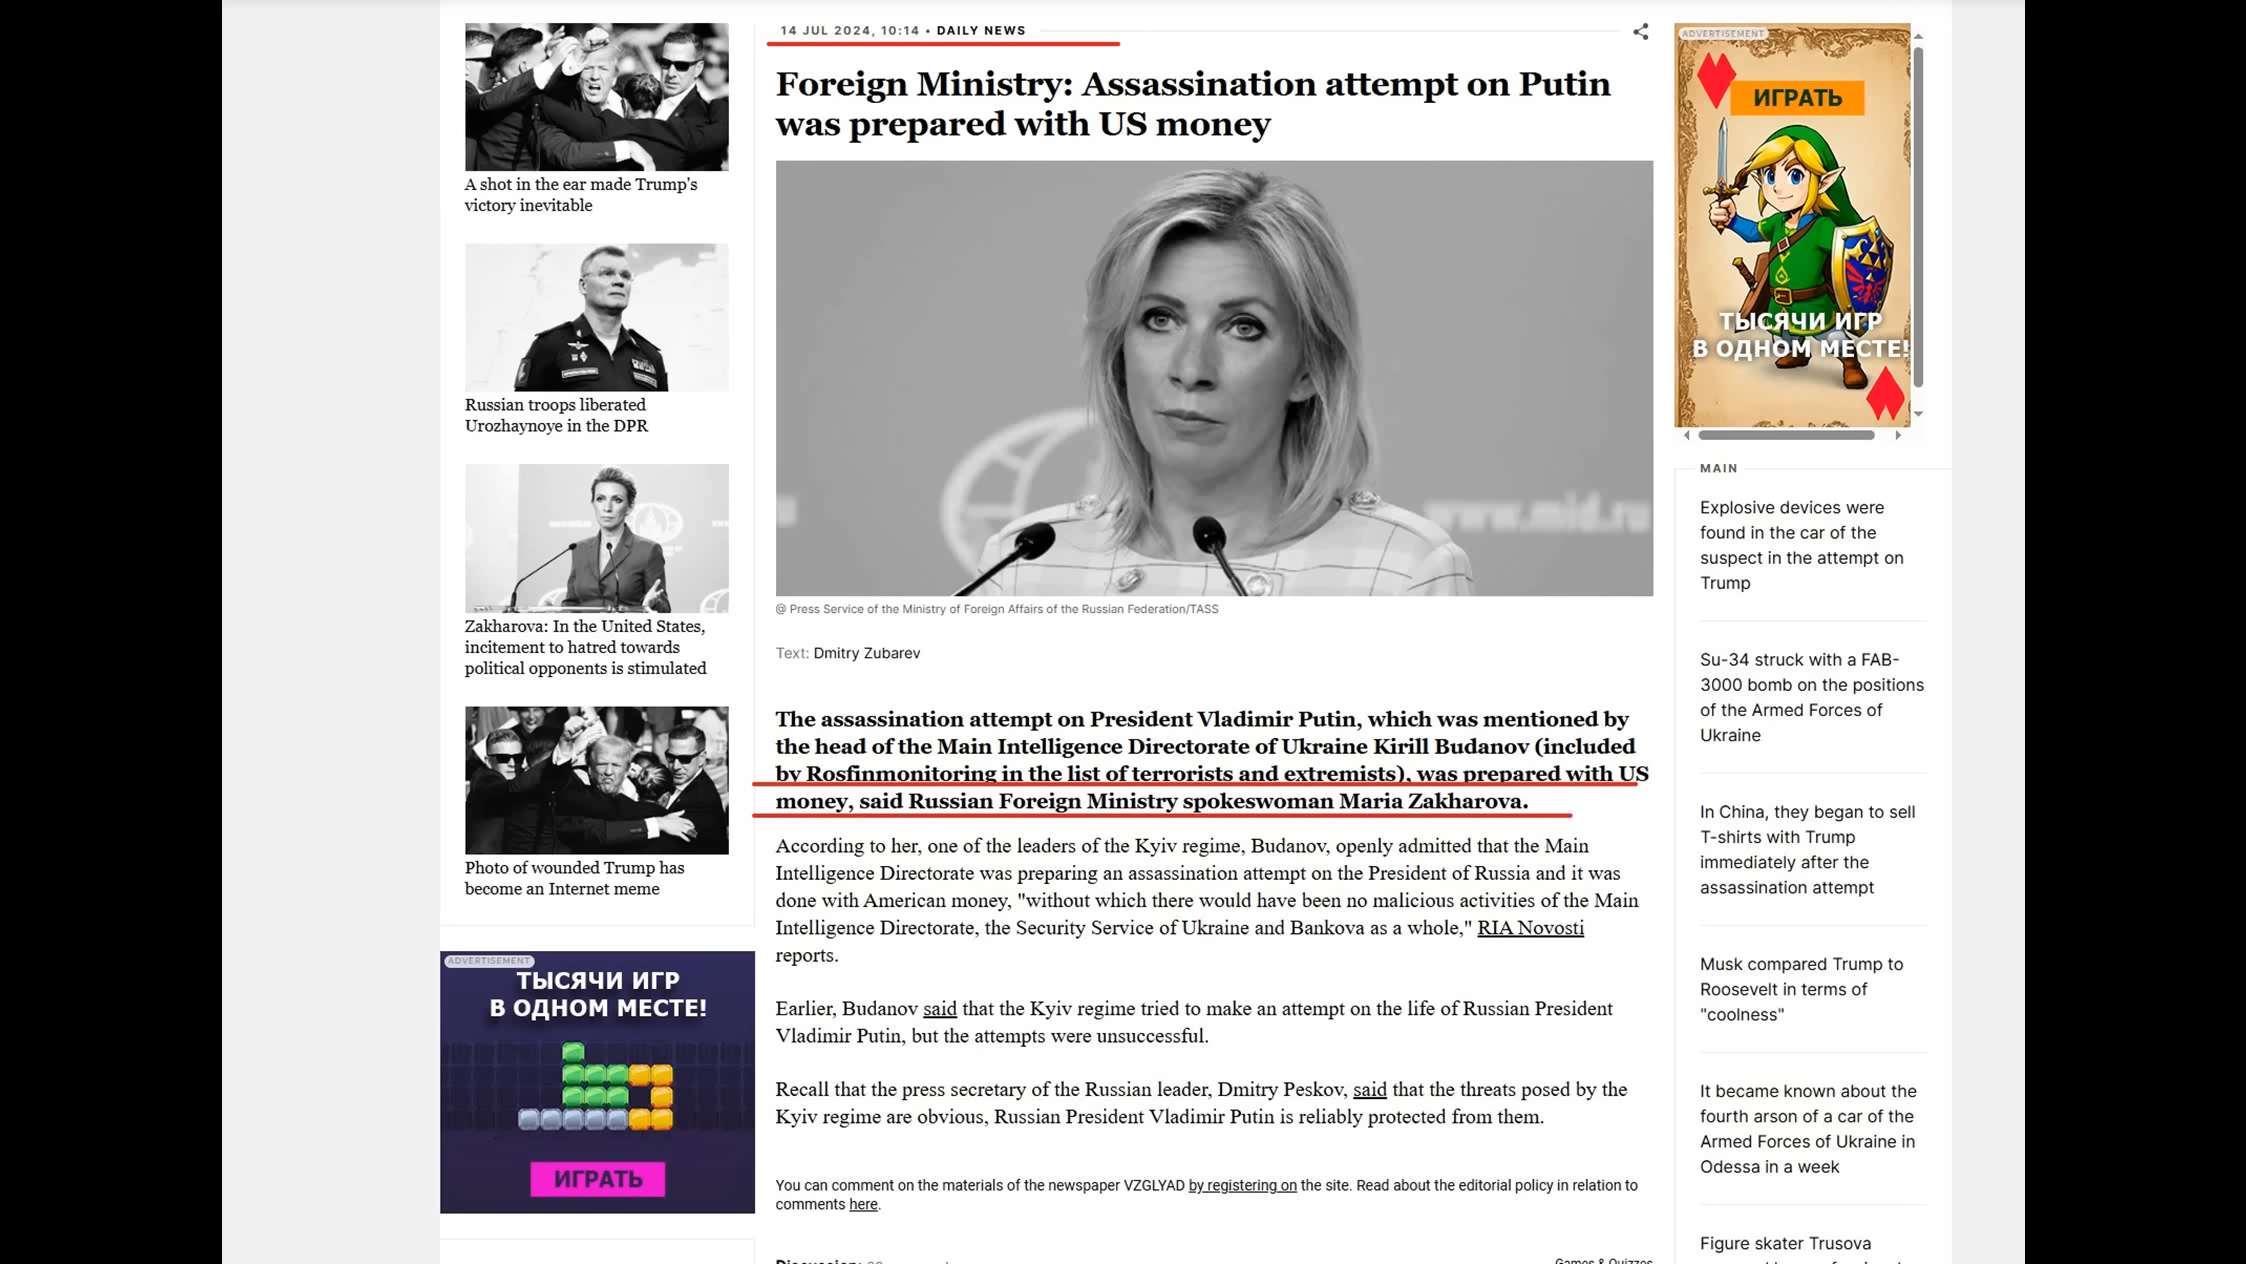 A shot in the ear made Trump's
victory inevitable
Russian troops liberated
Urozhaynoye in the DPR
Zakharova: In the United States,
incitement to hatred towards
political opponents is stimulated
Photo of wounded Trump has
become an Internet meme
ADVERTISEMENT
ТЫСЯЧИ ИГР
В ОДНОМ МЕСТЕ!
ИГРАТЬ
14 JUL 2024, 10:14 • DAILY NEWS
Foreign Ministry: Assassination attempt on Putin
was prepared with US money
www.mid.ru
@ Press Service of the Ministry of Foreign Affairs of the Russian Federation/TASS
Text: Dmitry Zubarev
The assassination attempt on President Vladimir Putin, which was mentioned by
the head of the Main Intelligence Directorate of Ukraine Kirill Budanov (included
by Rosfinmonitoring in the list of terrorists and extremists), was prepared with US
money, said Russian Foreign Ministry spokeswoman Maria Zakharova.
According to her, one of the leaders of the Kyiv regime, Budanov, openly admitted that the Main
Intelligence Directorate was preparing an assassination attempt on the President of Russia and it was
done with American money, "without which there would have been no malicious activities of the Main
Intelligence Directorate, the Security Service of Ukraine and Bankova as a whole," RIA Novosti
reports.
Earlier, Budanov said that the Kyiv regime tried to make an attempt on the life of Russian President
Vladimir Putin, but the attempts were unsuccessful.
Recall that the press secretary of the Russian leader, Dmitry Peskov, said that the threats posed by the
Kyiv regime are obvious, Russian President Vladimir Putin is reliably protected from them.
You can comment on the materials of the newspaper VZGLYAD by registering on the site. Read about the editorial policy in relation to
comments here.
Discussion:
Games & Quizzes
ADVERTISEMENT
ИГРАТЬ
ТЫСЯЧИ ИГР
В ОДНОМ МЕСТЕ!
MAIN
Explosive devices were
found in the car of the
suspect in the attempt on
Trump
Su-34 struck with a FAB-
3000 bomb on the positions
of the Armed Forces of
Ukraine
In China, they began to sell
T-shirts with Trump
immediately after the
assassination attempt
Musk compared Trump to
Roosevelt in terms of
"coolness"
It became known about the
fourth arson of a car of the
Armed Forces of Ukraine in
Odessa in a week
Figure skater Trusova